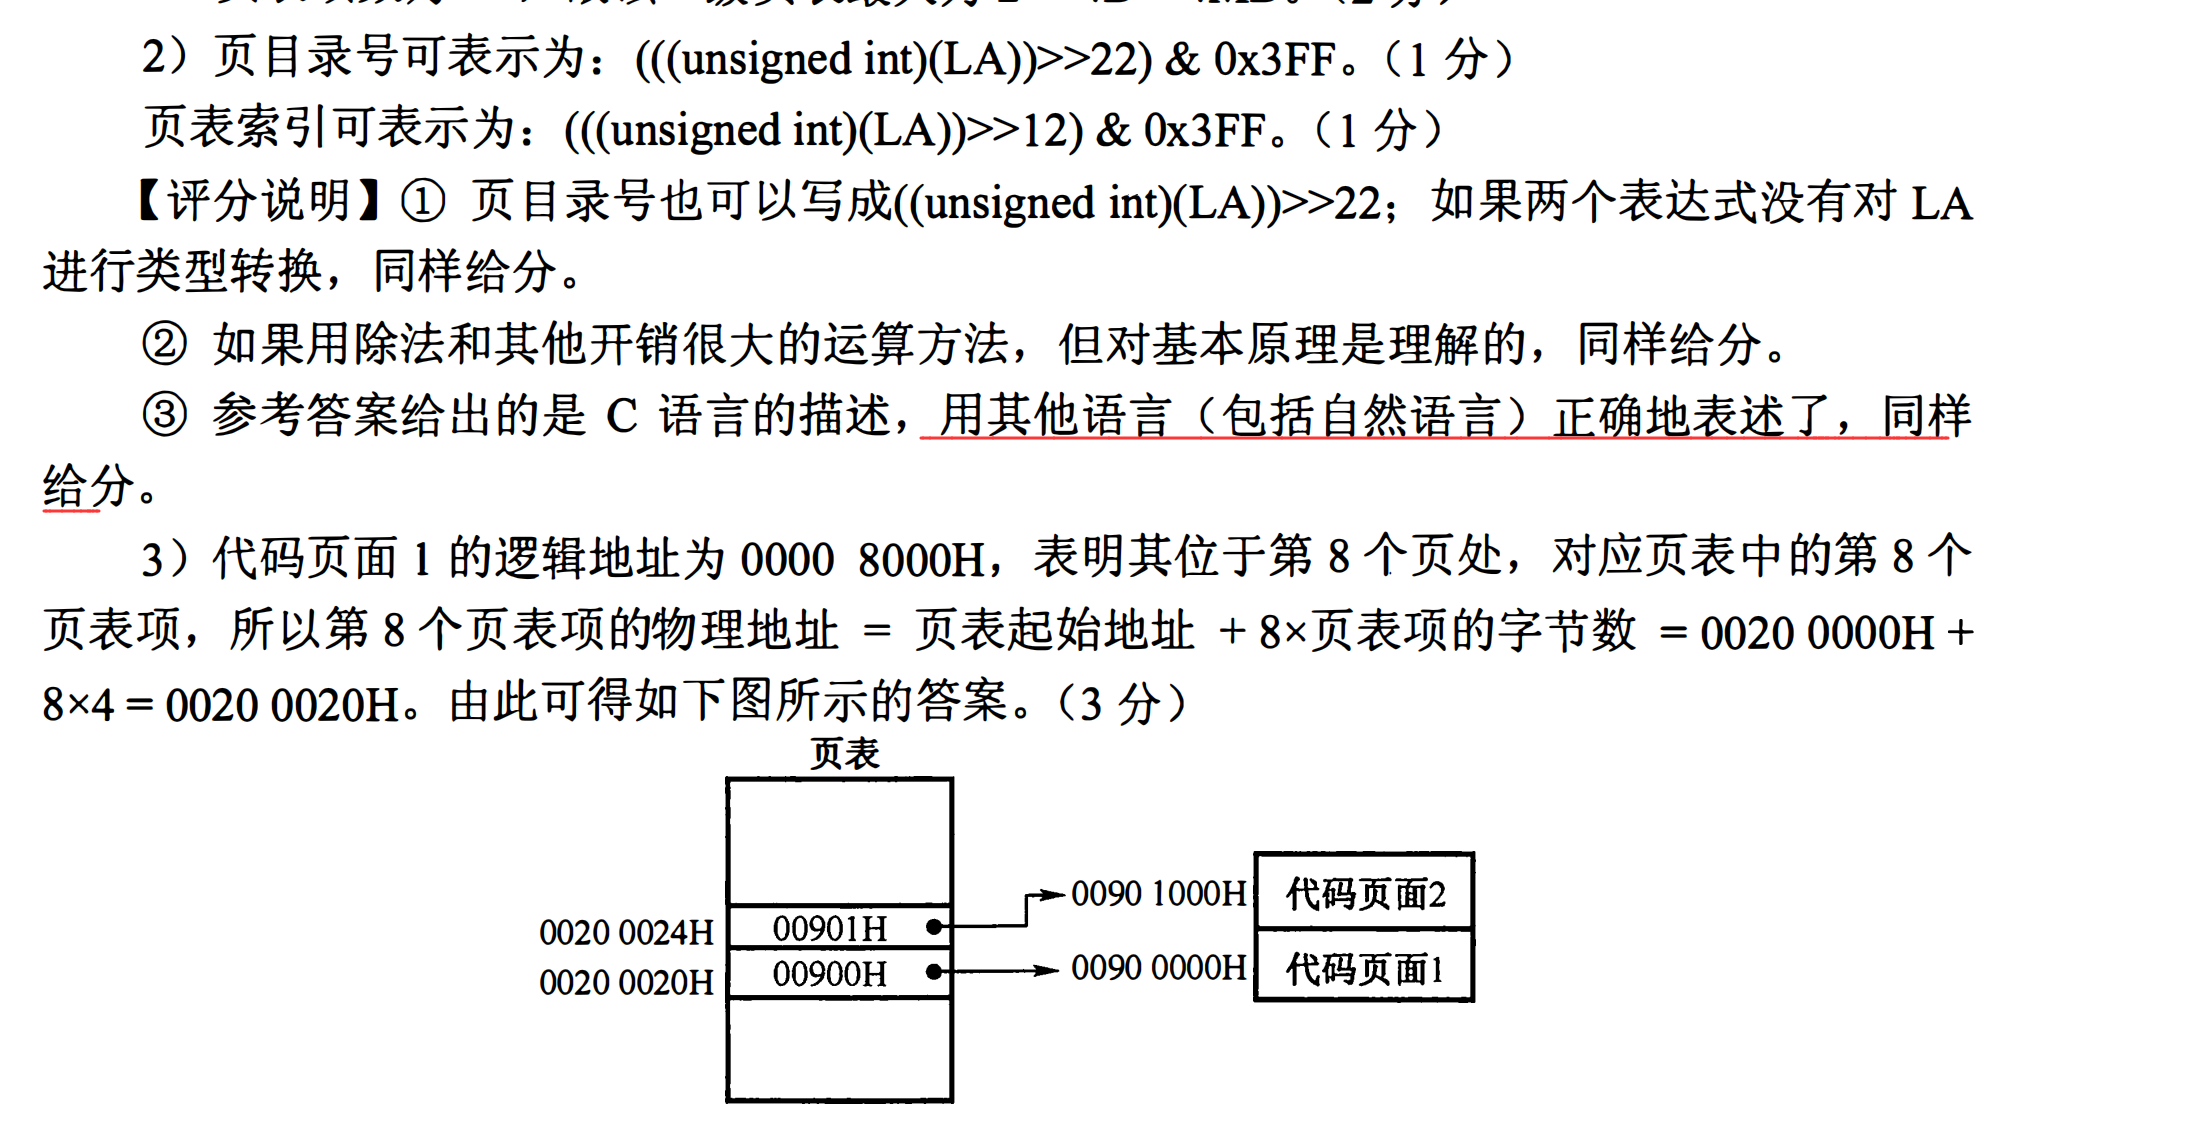 2）页目录号可表示为：(((unsigned int)(LA))>>22) & 0x3FF。（1 分）
页表索引可表示为：(((unsigned int)(LA))>>12) & 0x3FF。（1 分）
【评分说明】① 页目录号也可以写成((unsigned int)(LA))>>22；如果两个表达式没有对 LA
进行类型转换，同样给分。
② 如果用除法和其他开销很大的运算方法，但对基本原理是理解的，同样给分。
③ 参考答案给出的是 C 语言的描述，用其他语言（包括自然语言）正确地表述了，同样
给分。
3）代码页面 1 的逻辑地址为 0000 8000H，表明其位于第 8 个页处，对应页表中的第 8 个
页表项，所以第 8 个页表项的物理地址 = 页表起始地址 + 8×页表项的字节数 = 0020 0000H +
8×4 = 0020 0020H。由此可得如下图所示的答案。（3 分）
页表
0090 1000H 代码页面2
0020 0024H 00901H
0090 0000H 代码页面1
0020 0020H 00900H